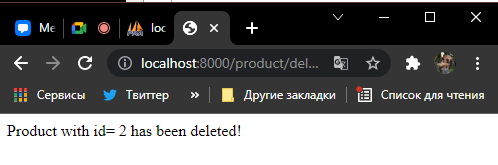 Ме
loc
localhost:8000/product/del...
Сервисы
Твиттер
»
Другие закладки
Список для чтения
Product with id= 2 has been deleted!